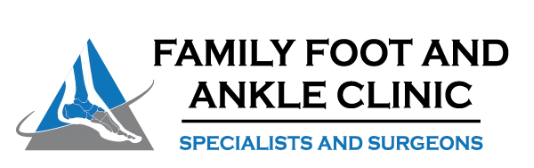 FAMILY FOOT AND
ANKLE CLINIC
SPECIALISTS AND SURGEONS